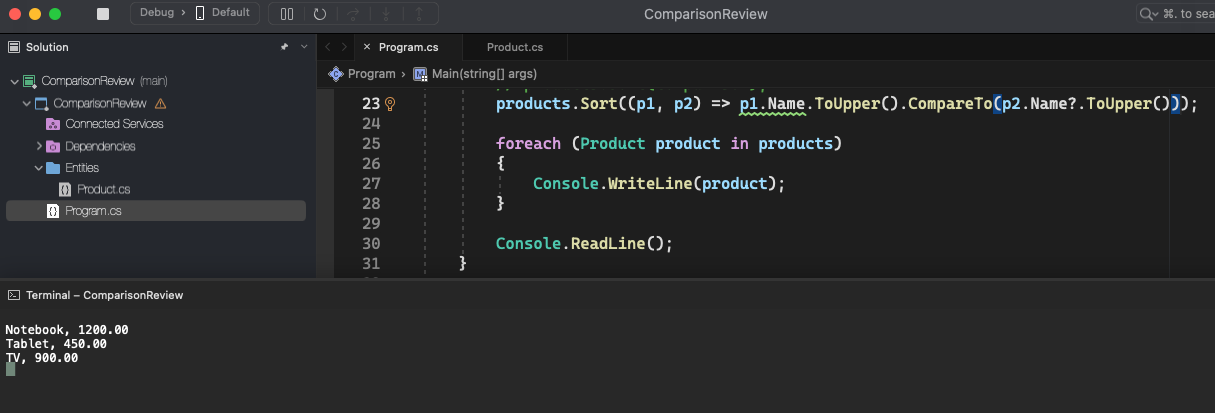 Debug › Default
ComparisonReview
⌘. to sea
Solution
ComparisonReview (main)
ComparisonReview
Connected Services
Dependencies
Entities
Product.cs
Program.cs
Program.cs
Product.cs
Program › Main(string[] args)
23 products.Sort((p1, p2) => p1.Name.ToUpper().CompareTo(p2.Name?.ToUpper()));
24
25 foreach (Product product in products)
26 {
27 Console.WriteLine(product);
28 }
29
30 Console.ReadLine();
31 }
Terminal – ComparisonReview
Notebook, 1200.00
Tablet, 450.00
TV, 900.00